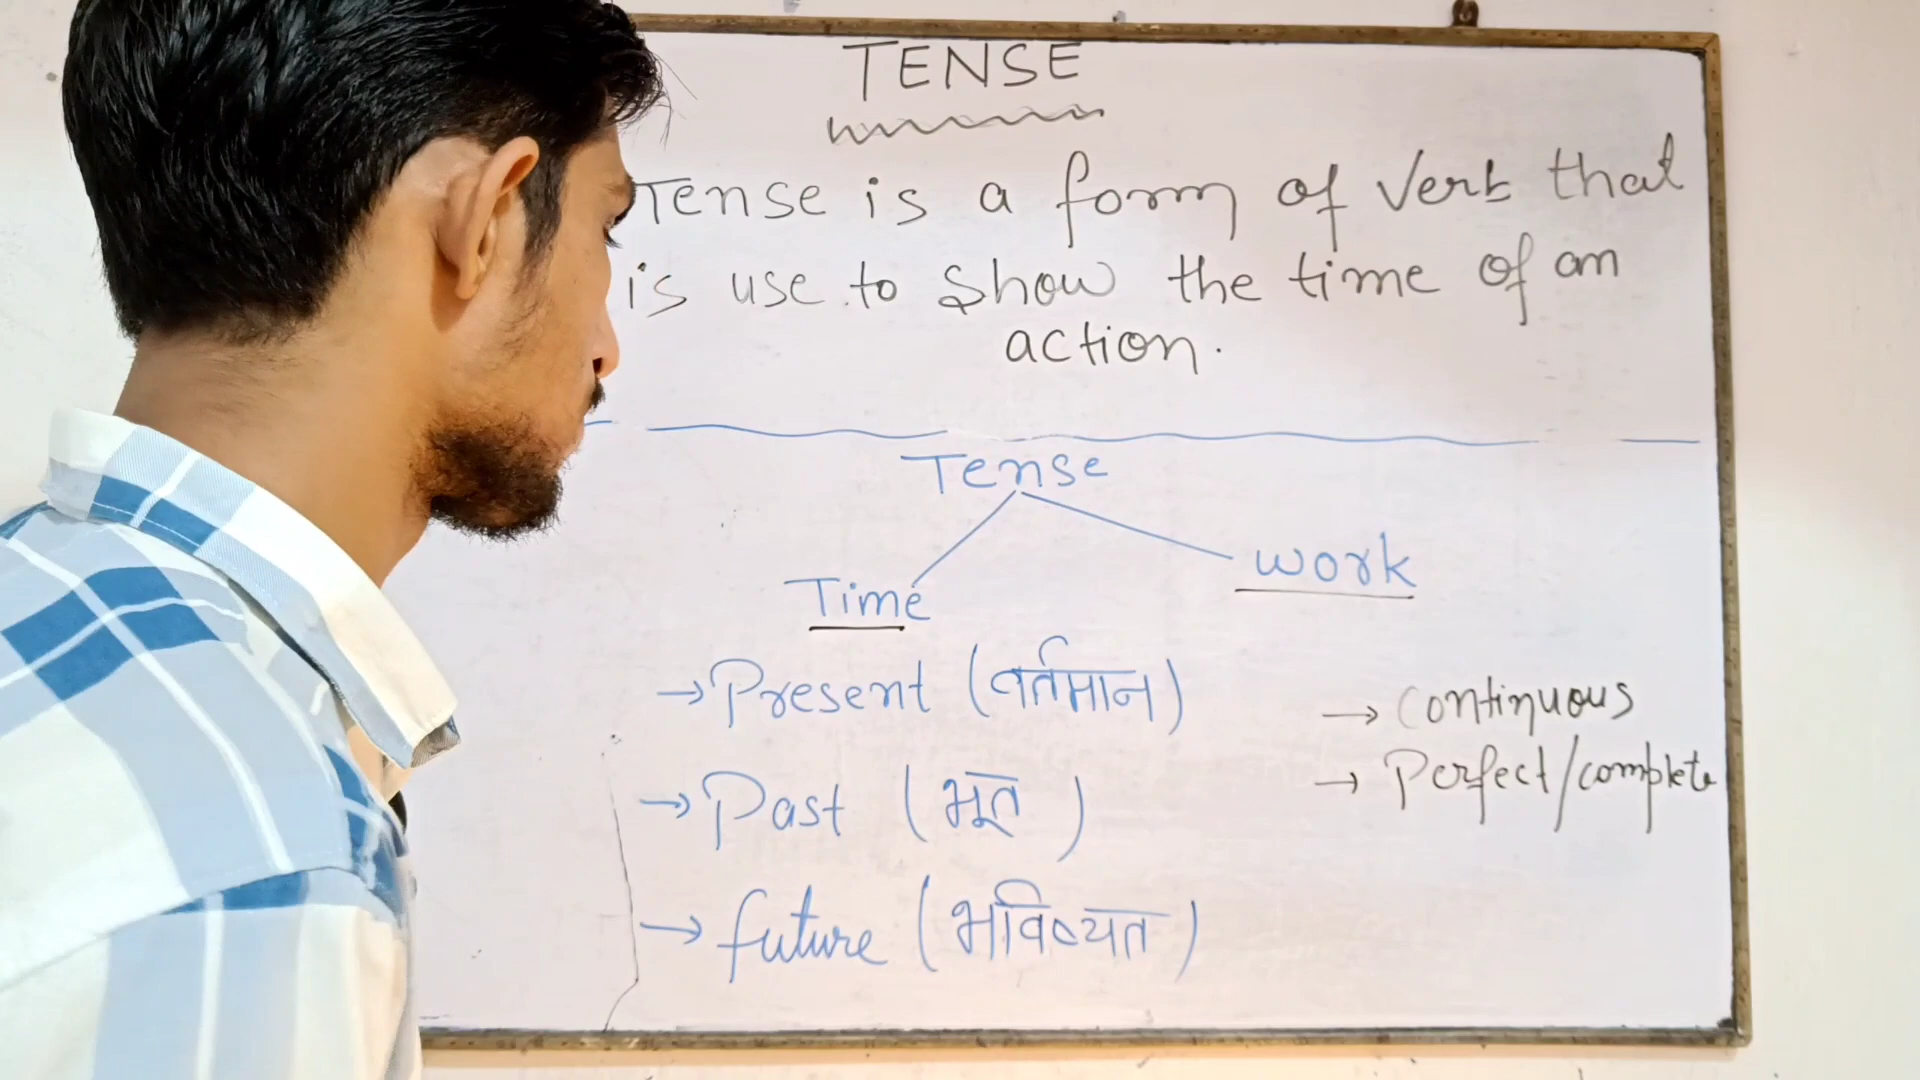 TENSE
Tense is a form of verb that
is use to show the time of an
action.
Tense
Time
work
→ Present (वर्तमान)
→ Past (भूत)
→ future (भविष्यत)
→ Continuous
→ Perfect/complete